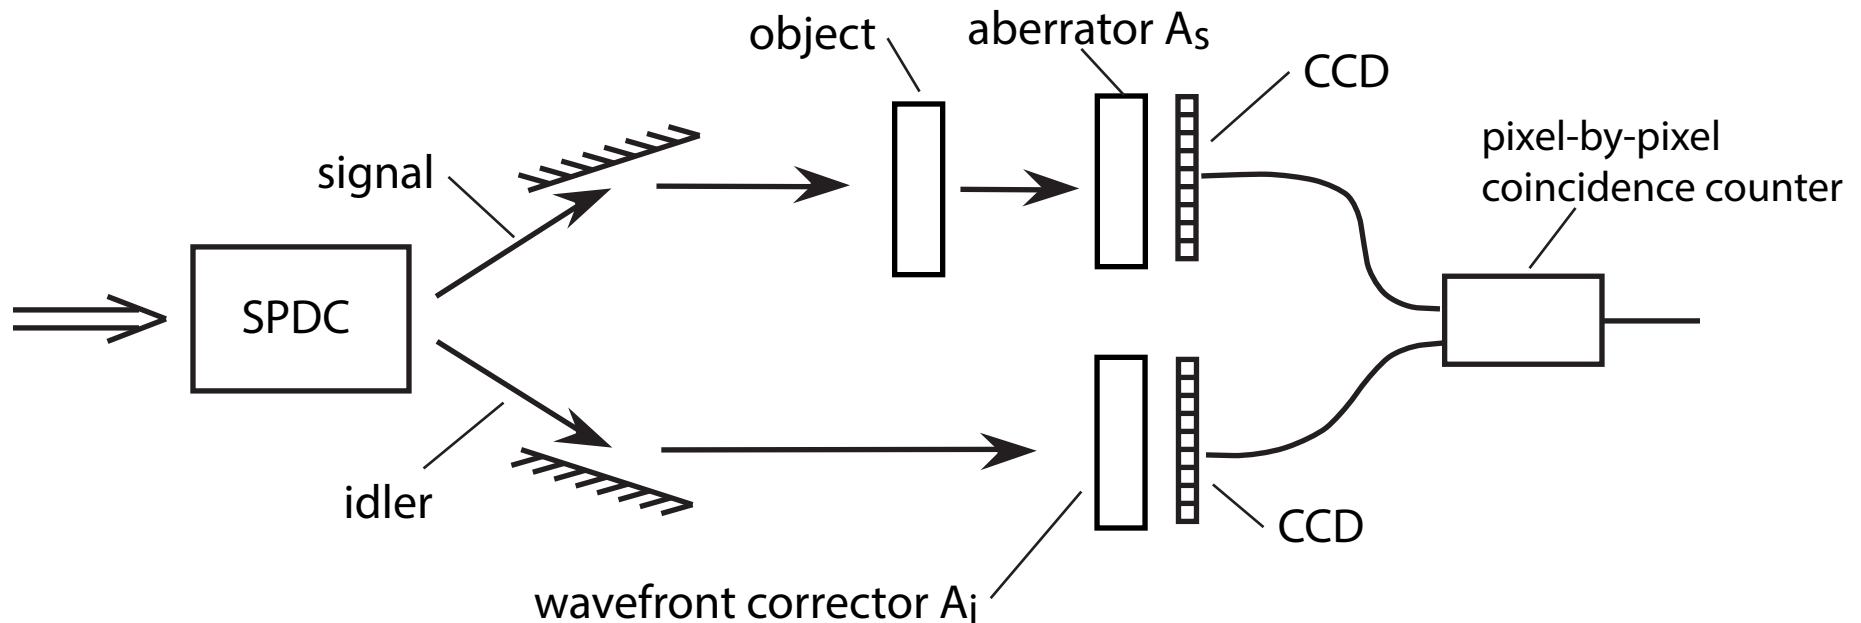 object
aberrator As
CCD
pixel-by-pixel
coincidence counter
signal
SPDC
idler
CCD
wavefront corrector Ai